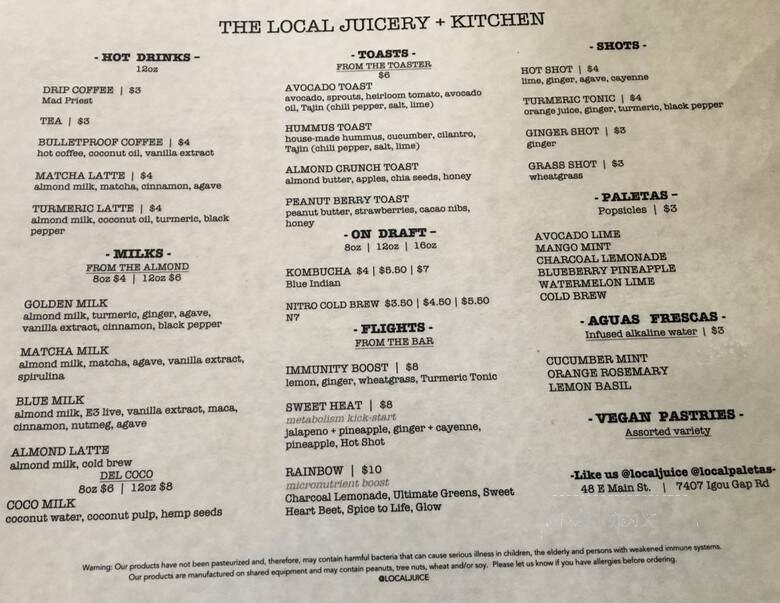 THE LOCAL JUICERY + KITCHEN
- HOT DRINKS -
12oz
DRIP COFFEE | $3
Mad Priest
TEA | $3
BULLETPROOF COFFEE | $4
hot coffee, coconut oil, vanilla extract
MATCHA LATTE | $4
almond milk, matcha, cinnamon, agave
TURMERIC LATTE | $4
almond milk, coconut oil, turmeric, black
pepper
- MILKS -
FROM THE ALMOND
8oz $4 | 12oz $6
GOLDEN MILK
almond milk, turmeric, ginger, agave,
vanilla extract, cinnamon, black pepper
MATCHA MILK
almond milk, matcha, agave, vanilla extract,
spirulina
BLUE MILK
almond milk, E3 live, vanilla extract, maca,
cinnamon, nutmeg, agave
ALMOND LATTE
almond milk, cold brew
DEL COCO
8oz $6 | 12oz $8
COCO MILK
coconut water, coconut pulp, hemp seeds
- TOASTS -
FROM THE TOASTER
$6
AVOCADO TOAST
avocado, sprouts, heirloom tomato, avocado
oil, Tajin (chili pepper, salt, lime)
HUMMUS TOAST
house-made hummus, cucumber, cilantro,
Tajin (chili pepper, salt, lime)
ALMOND CRUNCH TOAST
almond butter, apples, chia seeds, honey
PEANUT BERRY TOAST
peanut butter, strawberries, cacao nibs,
honey
- ON DRAFT -
8oz | 12oz | 16oz
KOMBUCHA $4 | $5.50 | $7
Blue Indian
NITRO COLD BREW $3.50 | $4.50 | $5.50
N7
- FLIGHTS -
FROM THE BAR
IMMUNITY BOOST | $8
lemon, ginger, wheatgrass, Turmeric Tonic
SWEET HEAT | $8
metabolism kick-start
jalapeno + pineapple, ginger + cayenne,
pineapple, Hot Shot
RAINBOW | $10
micronutrient boost
Charcoal Lemonade, Ultimate Greens, Sweet
Heart Beet, Spice to Life, Glow
- SHOTS -
HOT SHOT | $4
lime, ginger, agave, cayenne
TURMERIC TONIC | $4
orange juice, ginger, turmeric, black pepper
GINGER SHOT | $3
ginger
GRASS SHOT | $3
wheatgrass
- PALETAS -
Popsicles | $3
AVOCADO LIME
MANGO MINT
CHARCOAL LEMONADE
BLUEBERRY PINEAPPLE
WATERMELON LIME
COLD BREW
- AGUAS FRESCAS -
Infused alkaline water | $3
CUCUMBER MINT
ORANGE ROSEMARY
LEMON BASIL
- VEGAN PASTRIES -
Assorted variety
-Like us @localjuice @localpaletas-
48 E Main St. | 7407 Igou Gap Rd
Warning: Our products have not been pasteurized and, therefore, may contain harmful bacteria that can cause serious illness in children, the elderly and persons with weakened immune systems.
Our products are manufactured on shared equipment and may contain peanuts, tree nuts, wheat and/or soy. Please let us know if you have allergies before ordering.
@LOCALJUICE